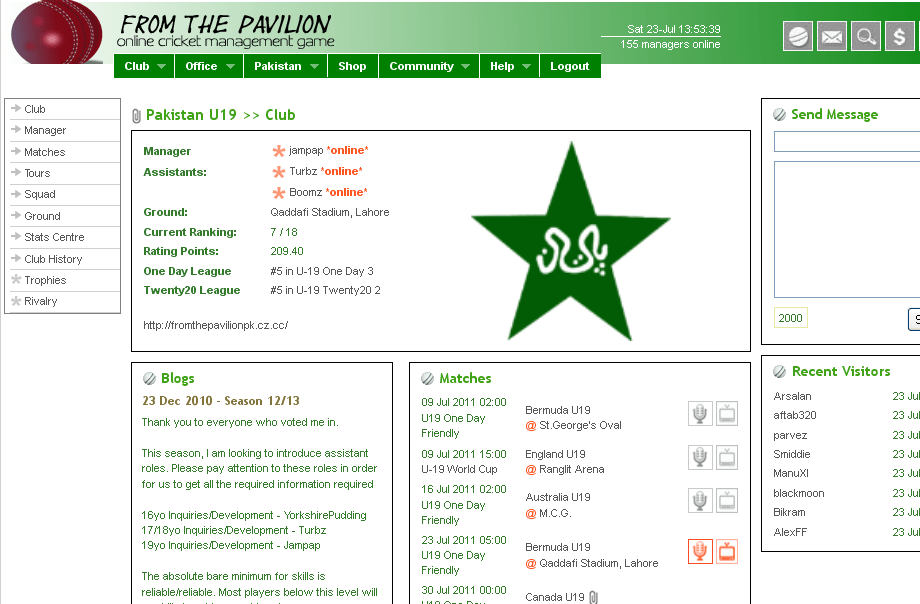 FROM THE PAVILION
online cricket management game
Sat 23-Jul 13:53:39
155 managers online
$
Club Office Pakistan Shop Community Help Logout
Club
Manager
Matches
Tours
Squad
Ground
Stats Centre
Club History
Trophies
Rivalry
Pakistan U19 >> Club
Manager jampap *online*
Assistants: Turbz *online*
Boomz *online*
Ground: Qaddafi Stadium, Lahore
Current Ranking: 7 / 18
Rating Points: 209.40
One Day League #5 in U-19 One Day 3
Twenty20 League #5 in U-19 Twenty20 2
http://fromthepavilionpk.cz.cc/
پاکستان
Blogs
23 Dec 2010 - Season 12/13
Thank you to everyone who voted me in.
This season, I am looking to introduce assistant
roles. Please pay attention to these roles in order
for us to get all the required information required
16yo Inquiries/Development - YorkshirePudding
17/18yo Inquiries/Development - Turbz
19yo Inquiries/Development - Jampap
The absolute bare minimum for skills is
reliable/reliable. Most players below this level will
Matches
09 Jul 2011 02:00
U19 One Day
Friendly
Bermuda U19
@ St.George's Oval
09 Jul 2011 15:00
U-19 World Cup
England U19
@ Ranglit Arena
16 Jul 2011 02:00
U19 One Day
Friendly
Australia U19
@ M.C.G.
23 Jul 2011 05:00
U19 One Day
Friendly
Bermuda U19
@ Qaddafi Stadium, Lahore
30 Jul 2011 00:00
U19 One Day
Canada U19
Send Message
2000
S
Recent Visitors
Arsalan 23 Jul
aftab320 23 Jul
parvez 23 Jul
Smiddie 23 Jul
ManuXI 23 Jul
blackmoon 23 Jul
Bikram 23 Jul
AlexFF 23 Jul